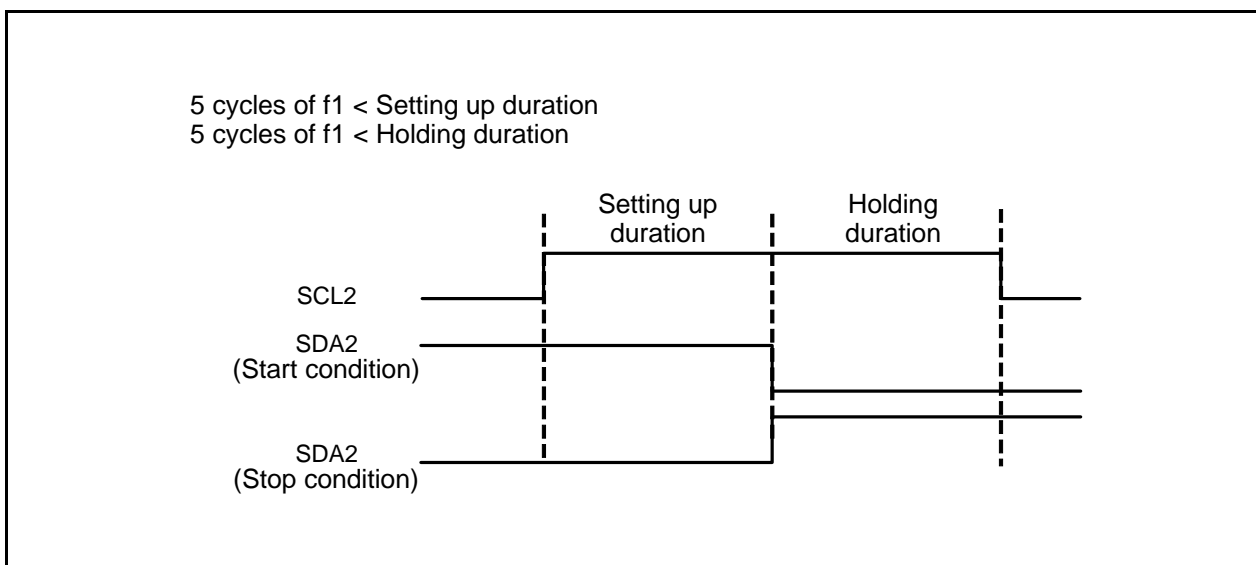 5 cycles of f1 < Setting up duration
5 cycles of f1 < Holding duration
Setting up
duration
Holding
duration
SCL2
SDA2
(Start condition)
SDA2
(Stop condition)